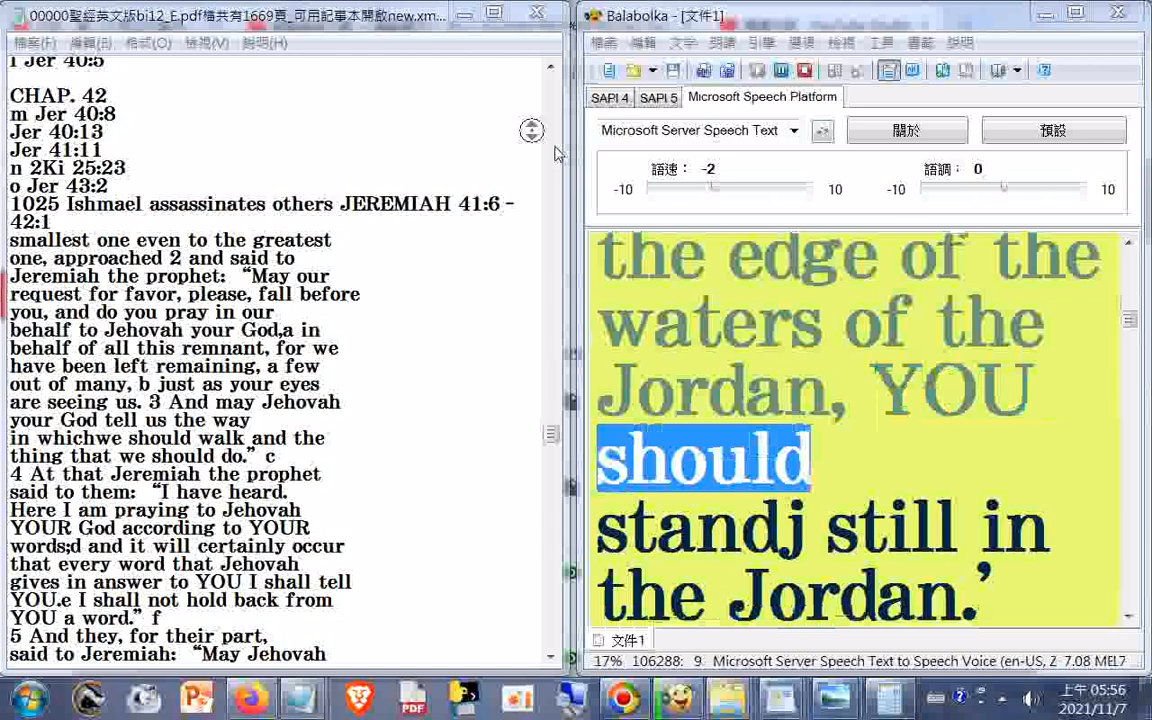 00000聖經英文版bi12_E.pdf檔共有1669頁_可用記事本開啟new.xm...
檔案(F) 編輯(E) 格式(O) 檢視(V) 說明(H)
r Jer 40:5
CHAP. 42
m Jer 40:8
Jer 40:13
Jer 41:11
n 2Ki 25:23
o Jer 43:2
1025 Ishmael assassinates others JEREMIAH 41:6 -
42:1
smallest one even to the greatest
one, approached 2 and said to
Jeremiah the prophet: “May our
request for favor, please, fall before
you, and do you pray in our
behalf to Jehovah your God,a in
behalf of all this remnant, for we
have been left remaining, a few
out of many, b just as your eyes
are seeing us. 3 And may Jehovah
your God tell us the way
in whichwe should walk and the
thing that we should do.” c
4 At that Jeremiah the prophet
said to them: “I have heard.
Here I am praying to Jehovah
YOUR God according to YOUR
words;d and it will certainly occur
that every word that Jehovah
gives in answer to YOU I shall tell
YOU.e I shall not hold back from
YOU a word.” f
5 And they, for their part,
said to Jeremiah: “May Jehovah
Balabolka - [文件1]
檔案 編輯 文字 朗讀 引擎 選項 檢視 工具 書籤 說明
SAPI 4 SAPI 5 Microsoft Speech Platform
Microsoft Server Speech Text 關於 預設
語速： -2 語調： 0
-10 10 -10 10
the edge of the
waters of the
Jordan, YOU
should
standj still in
the Jordan.’
文件1
17% 106288: 9 Microsoft Server Speech Text to Speech Voice (en-US, Z 7.08 MEL7
PDF
上午 05:56
2021/11/7